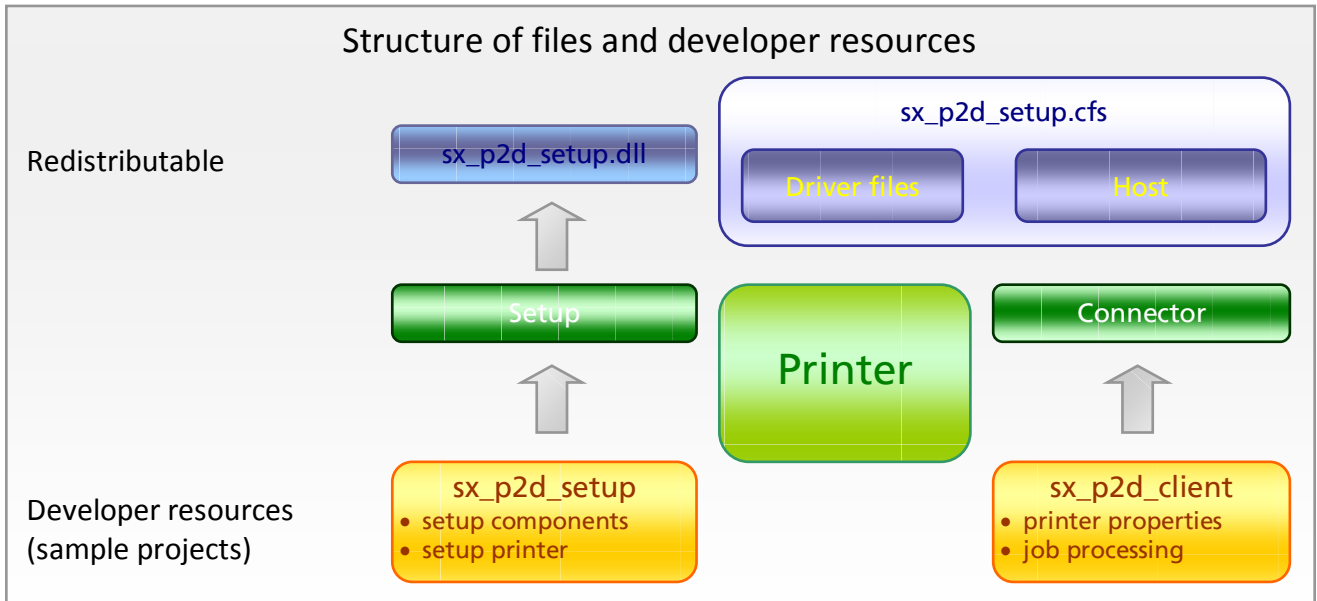 Structure of files and developer resources
Redistributable
sx_p2d_setup.dll
sx_p2d_setup.cfs
Driver files
Host
Setup
Printer
Connector
Developer resources
(sample projects)
sx_p2d_setup
• setup components
• setup printer
sx_p2d_client
• printer properties
• job processing